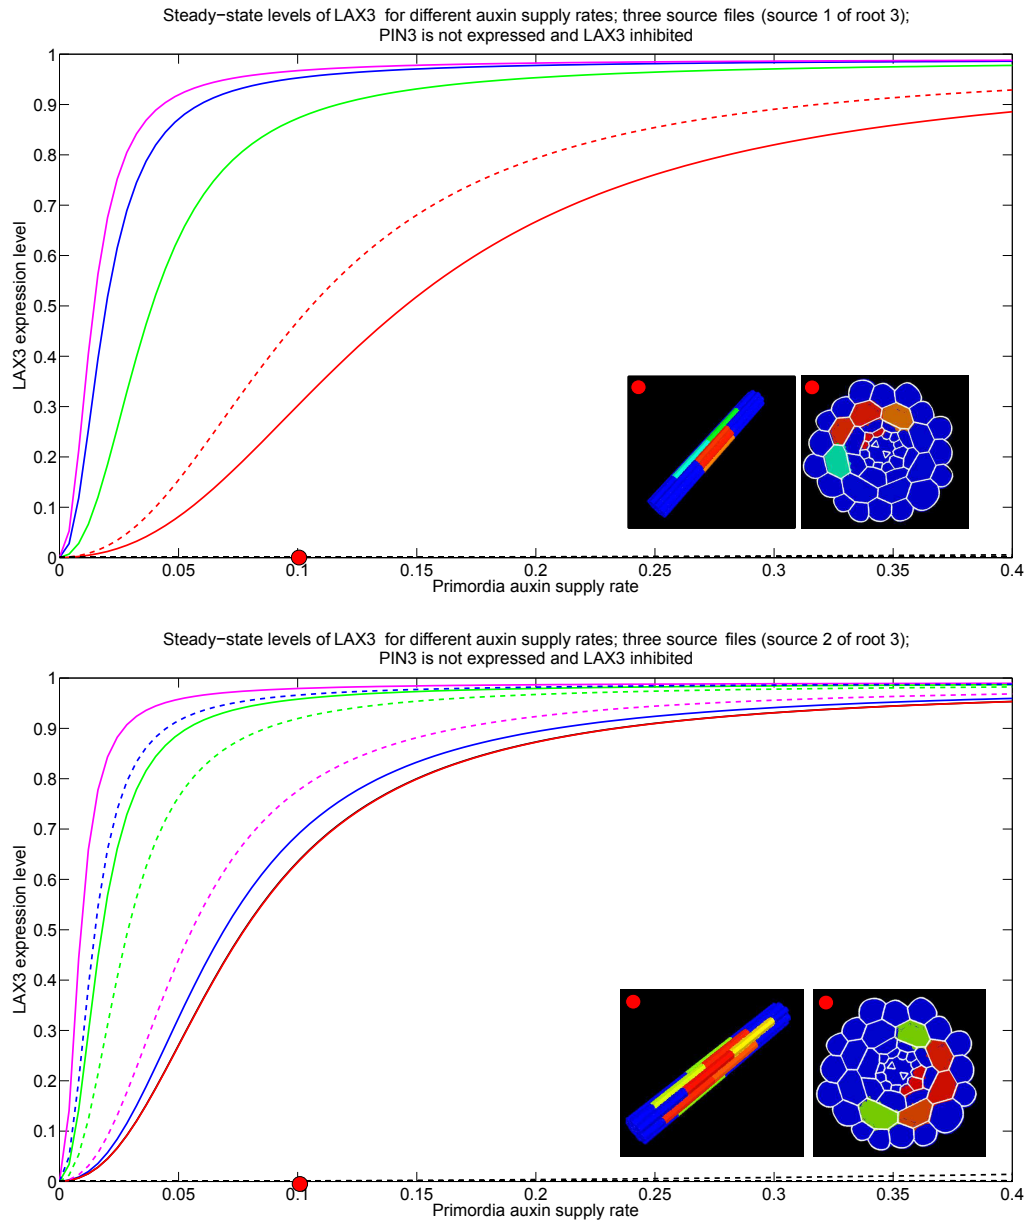 Steady−state levels of LAX3 for different auxin supply rates; three source files (source 1 of root 3);
PIN3 is not expressed and LAX3 inhibited
1
0.9
0.8
0.7
0.6
0.5
0.4
0.3
0.2
0.1
0
LAX3 expression level
0 0.05 0.1 0.15 0.2 0.25 0.3 0.35 0.4
Primordia auxin supply rate
Steady−state levels of LAX3 for different auxin supply rates; three source files (source 2 of root 3);
PIN3 is not expressed and LAX3 inhibited
1
0.9
0.8
0.7
0.6
0.5
0.4
0.3
0.2
0.1
0
LAX3 expression level
0 0.05 0.1 0.15 0.2 0.25 0.3 0.35 0.4
Primordia auxin supply rate